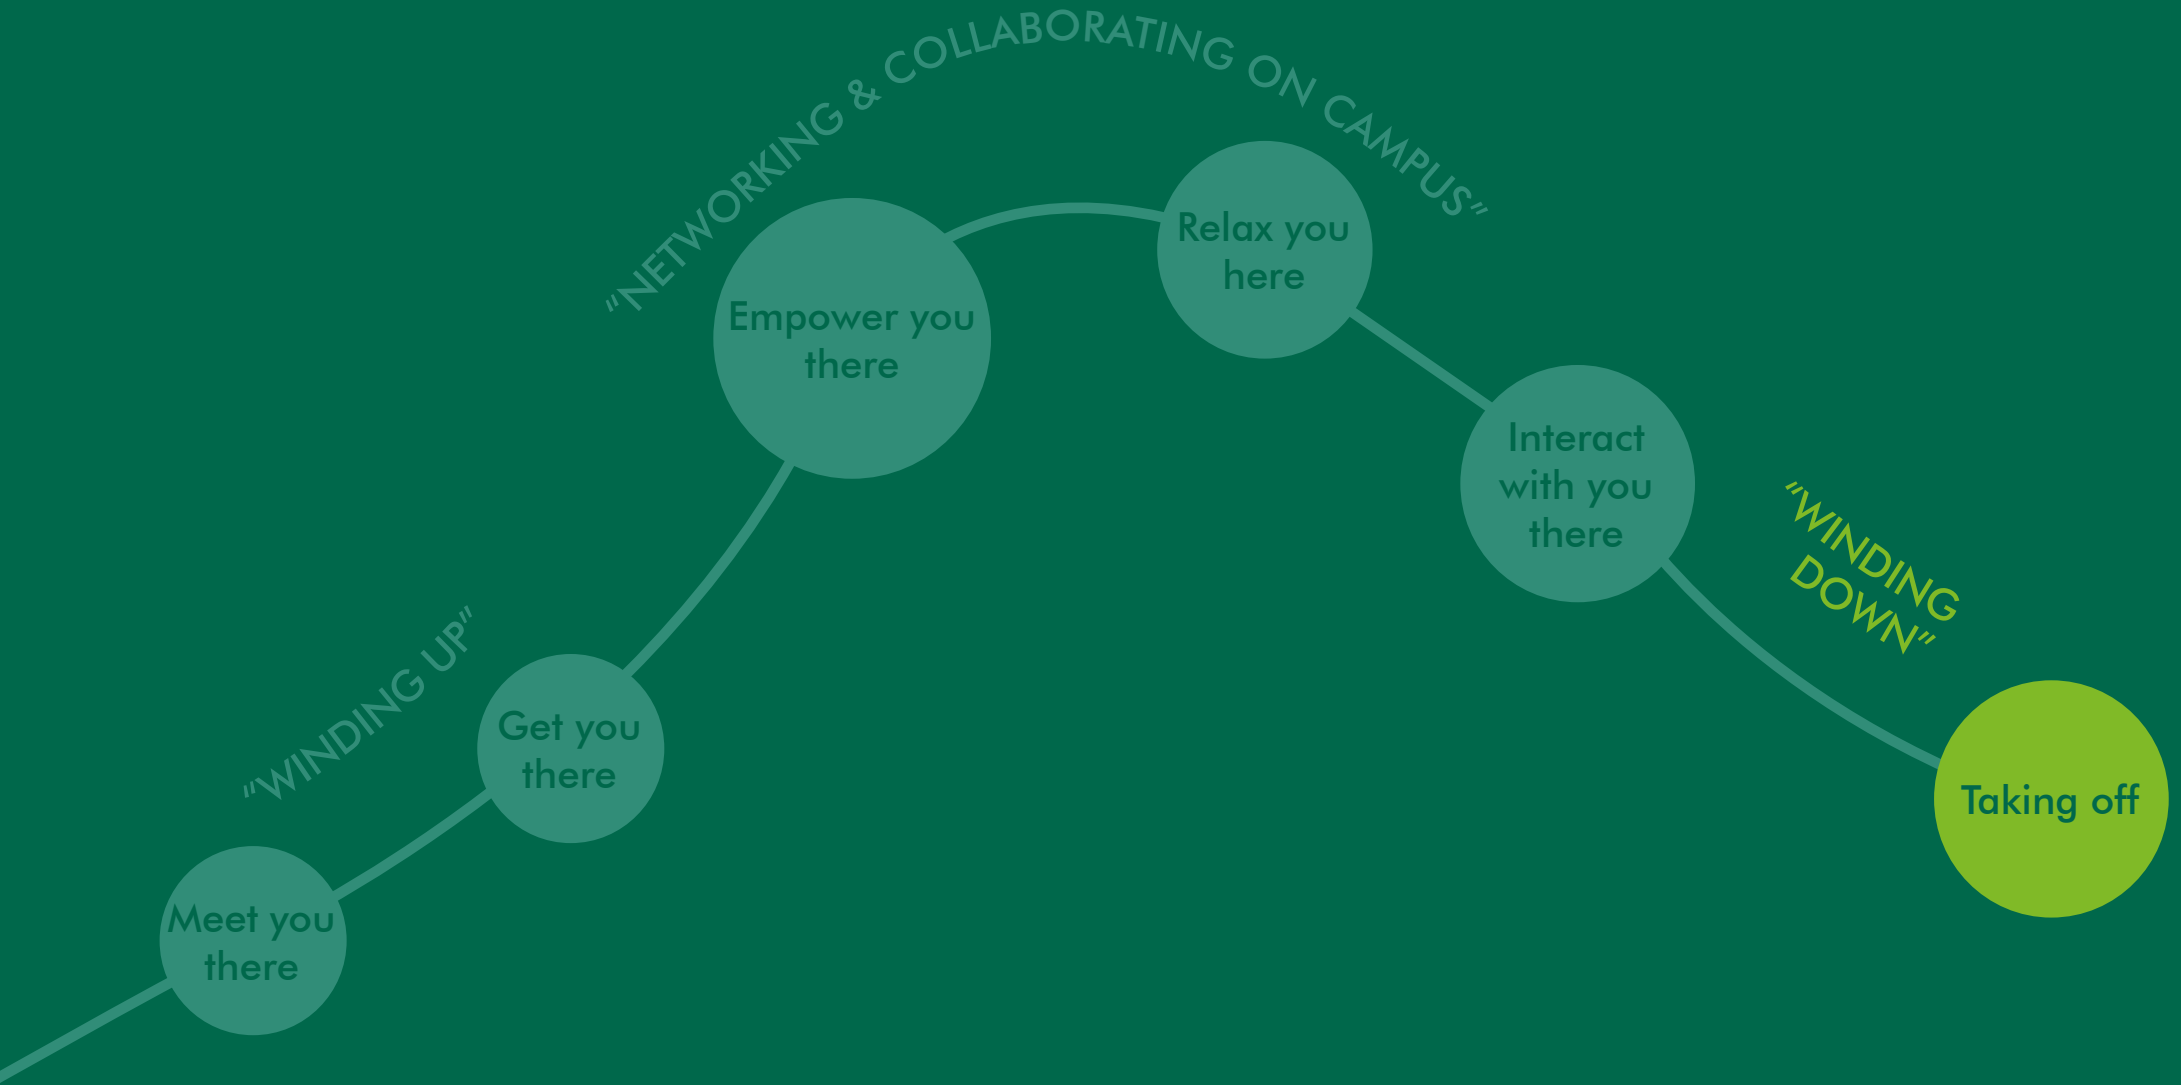 “NETWORKING & COLLABORATING ON CAMPUS”
Relax you
here
Empower you
there
Interact
with you
there
“WINDING
DOWN”
“WINDING UP”
Get you
there
Taking off
Meet you
there